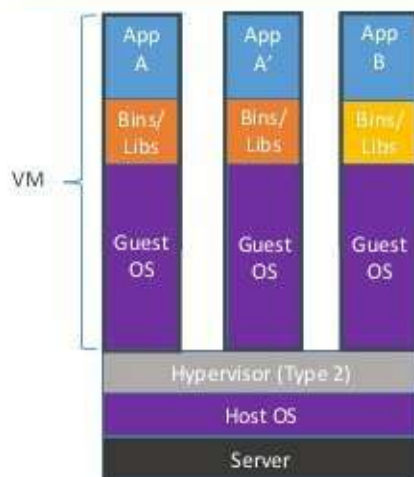 App
A
App
A'
App
B
Bins/
Libs
Bins/
Libs
Bins/
Libs
VM
Guest
OS
Guest
OS
Guest
OS
Hypervisor (Type 2)
Host OS
Server